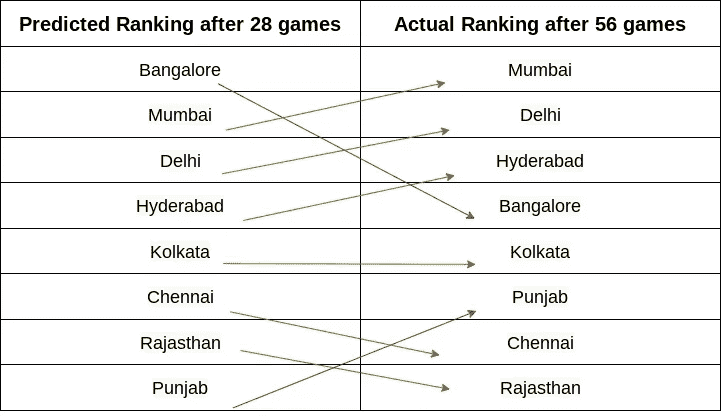 Predicted Ranking after 28 games Actual Ranking after 56 games
Bangalore Mumbai
Mumbai Delhi
Delhi Hyderabad
Hyderabad Bangalore
Kolkata Kolkata
Chennai Punjab
Rajasthan Chennai
Punjab Rajasthan